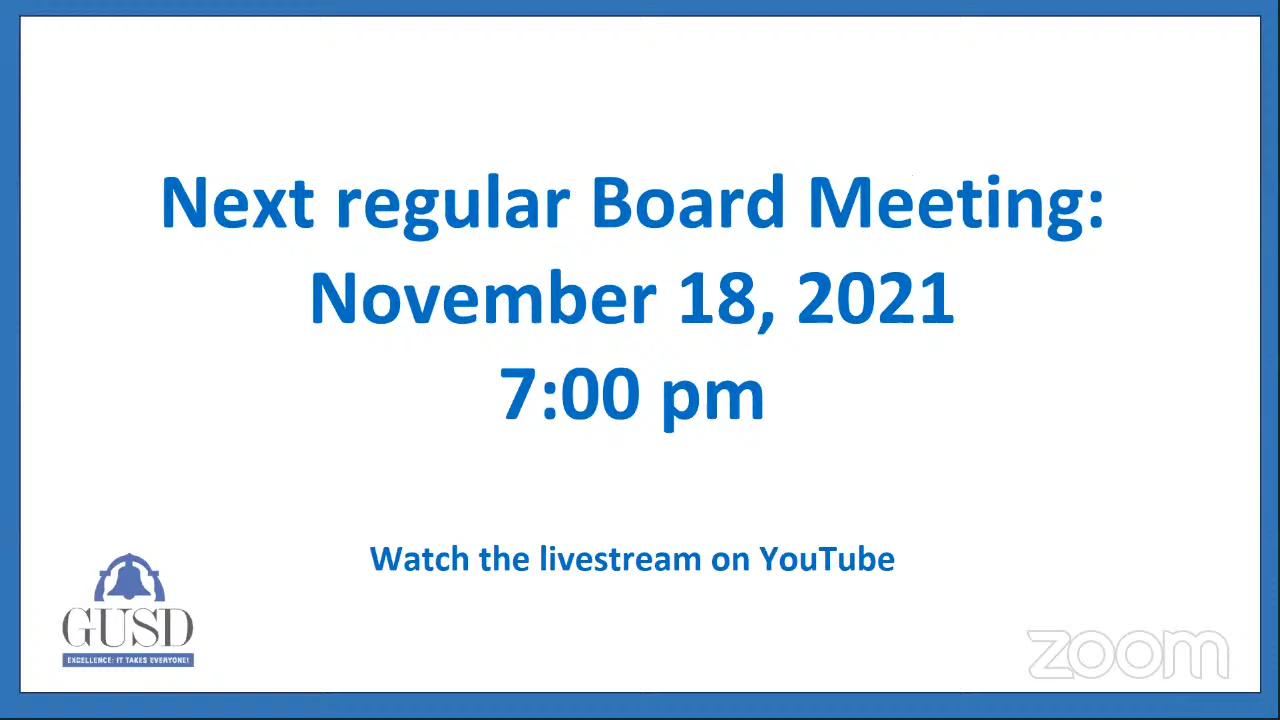 Next regular Board Meeting:
November 18, 2021
7:00 pm
Watch the livestream on YouTube
GUSD
EXCELLENCE: IT TAKES EVERYONE!
zoom